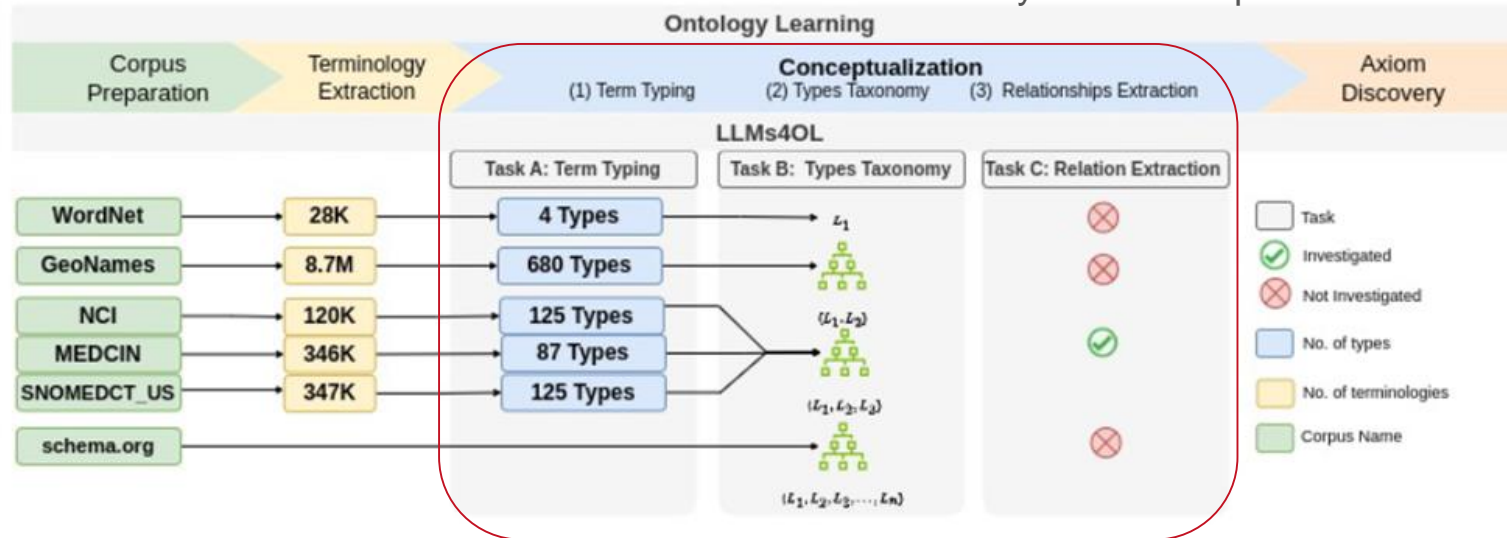 Ontology Learning
Corpus Preparation
Terminology Extraction
Conceptualization
(1) Term Typing (2) Types Taxonomy (3) Relationships Extraction
Axiom Discovery
LLMs4OL
Task A: Term Typing
Task B: Types Taxonomy
Task C: Relation Extraction
WordNet 28K 4 Types L1
GeoNames 8.7M 680 Types
{L1, L2}
NCI 120K 125 Types
MEDCIN 346K 87 Types
SNOMEDCT_US 347K 125 Types
{L1, L2, L3}
schema.org
{L1, L2, L3, ..., Ln}
Task
Investigated
Not Investigated
No. of types
No. of terminologies
Corpus Name